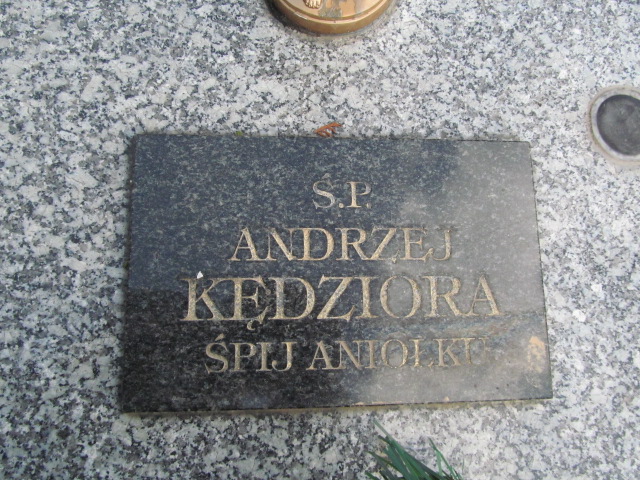 Ś.P.
ANDRZEJ
KĘDZIORA
ŚPIJ ANIOŁKU